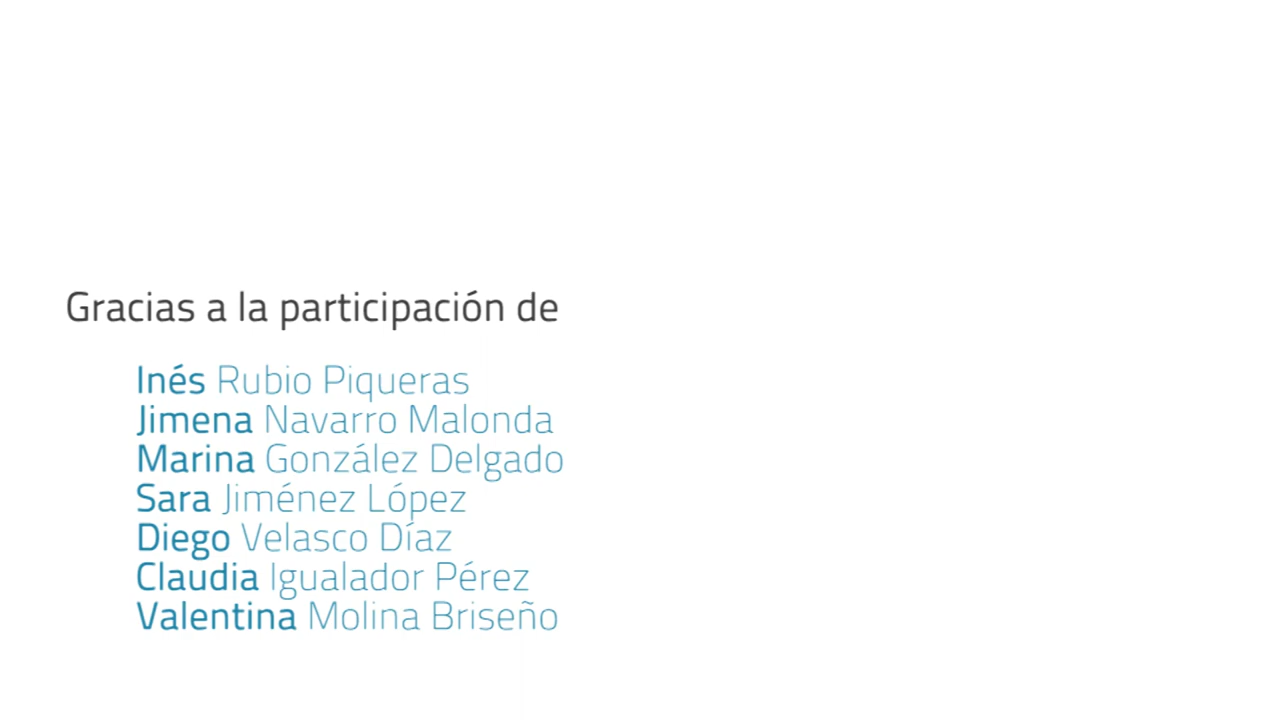 Gracias a la participación de
Inés Rubio Piqueras
Jimena Navarro Malonda
Marina González Delgado
Sara Jiménez López
Diego Velasco Díaz
Claudia Igualador Pérez
Valentina Molina Briseño